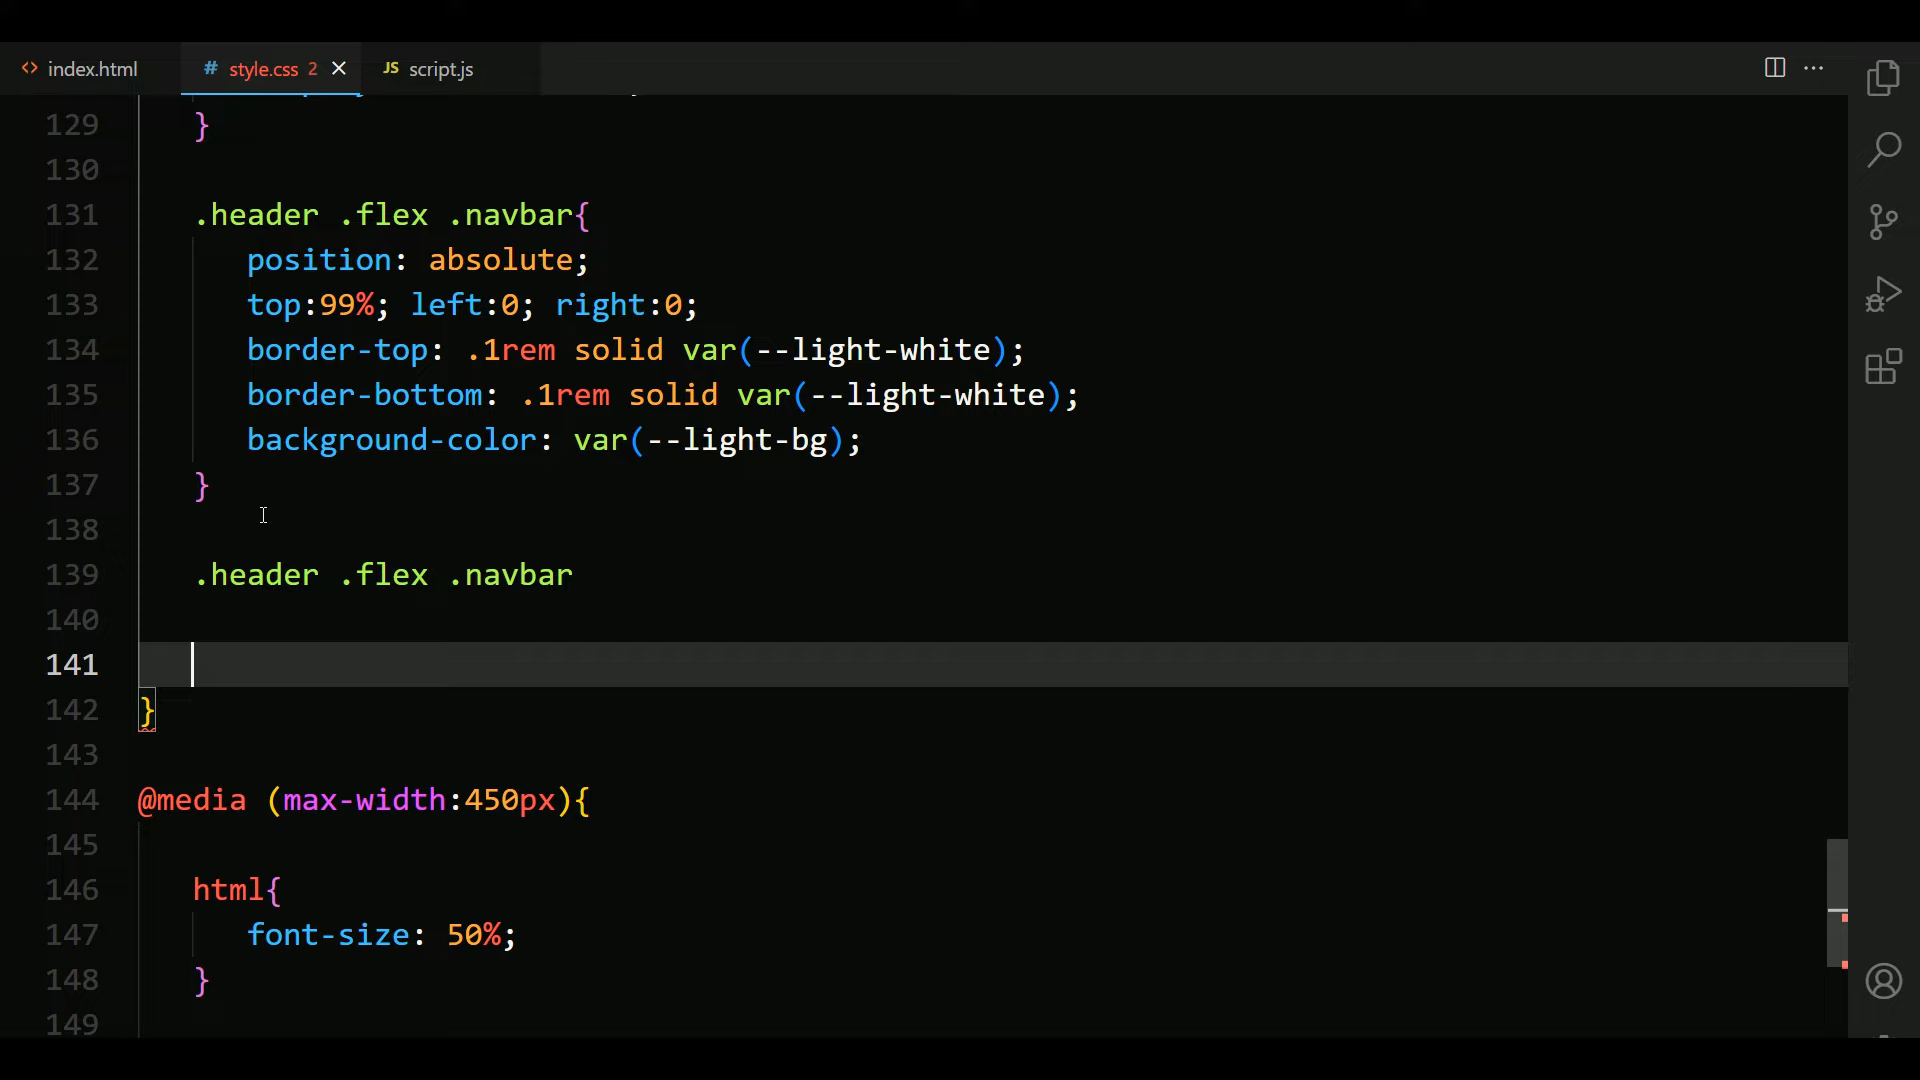 index.html
style.css 2
JS script.js
129 }
130
131 .header .flex .navbar{
132 position: absolute;
133 top:99%; left:0; right:0;
134 border-top: .1rem solid var(--light-white);
135 border-bottom: .1rem solid var(--light-white);
136 background-color: var(--light-bg);
137 }
138
139 .header .flex .navbar
140
141
142 }
143
144 @media (max-width:450px){
145
146 html{
147 font-size: 50%;
148 }
149